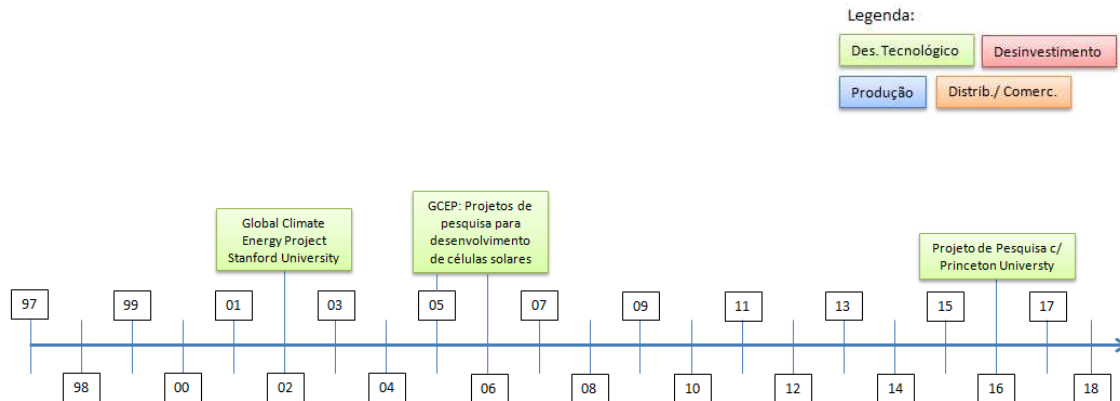 Legenda:
Des. Tecnológico
Desinvestimento
Produção
Distrib./ Comerc.
Global Climate
Energy Project
Stanford University
GCEP: Projetos de
pesquisa para
desenvolvimento
de células solares
Projeto de Pesquisa c/
Princeton Universty
97
99
01
03
05
07
09
11
13
15
17
98
00
02
04
06
08
10
12
14
16
18